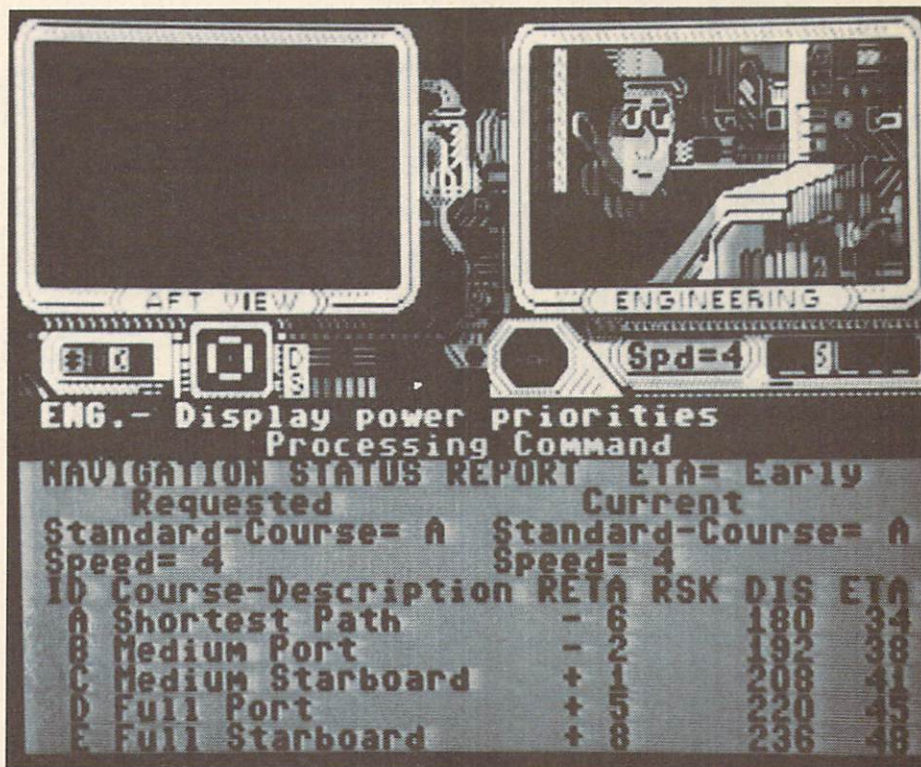 AFT VIEW
ENGINEERING
Spd=4
ENG.- Display power priorities
Processing Command
NAVIGATION STATUS REPORT ETA= Early
Requested Current
Standard-Course= A Standard-Course= A
Speed= 4 Speed= 4
ID Course-Description RETA RSK DIS ETA
A Shortest Path - 6 180 34
B Medium Port - 2 192 38
C Medium Starboard + 1 208 41
D Full Port + 5 220 45
E Full Starboard + 8 236 48